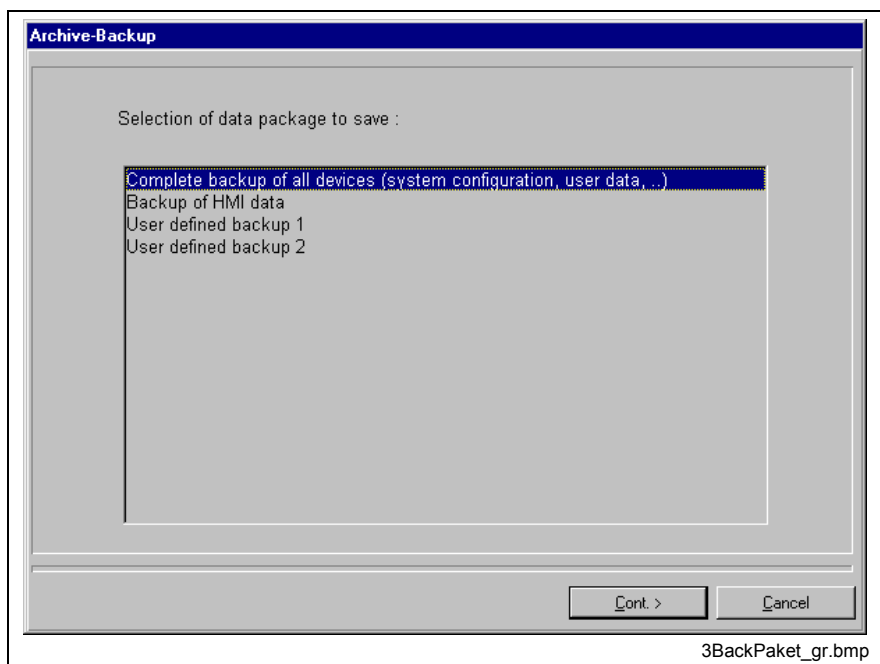 Archive-Backup
Selection of data package to save :
Complete backup of all devices (system configuration, user data, ..)
Backup of HMI data
User defined backup 1
User defined backup 2
Cont. >
Cancel
3BackPaket_gr.bmp